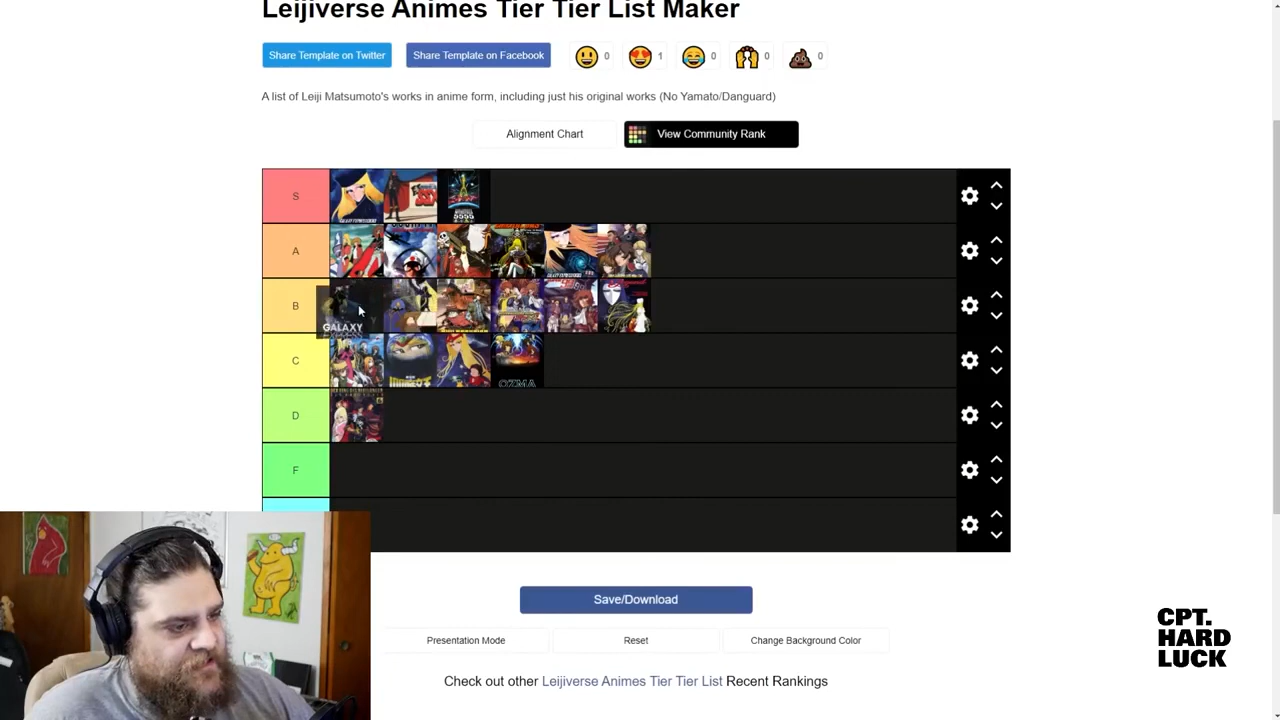 Leijiverse Animes Tier Tier List Maker
Share Template on Twitter
Share Template on Facebook
0
1
0
0
0
A list of Leiji Matsumoto's works in anime form, including just his original works (No Yamato/Danguard)
Alignment Chart
View Community Rank
S
A
B
GALAXY
EXPRESS
C
OZMA
D
F
Save/Download
Presentation Mode
Reset
Change Background Color
Check out other Leijiverse Animes Tier Tier List Recent Rankings
CPT.
HARD
LUCK